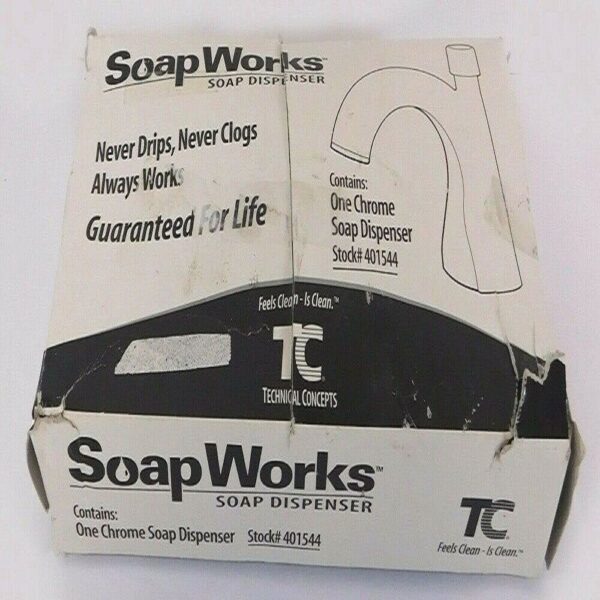 SoapWorks™
SOAP DISPENSER
Never Drips, Never Clogs
Always Works
Guaranteed For Life
Contains:
One Chrome
Soap Dispenser
Stock# 401544
Feels Clean - Is Clean.™
TC
TECHNICAL CONCEPTS
SoapWorks™
SOAP DISPENSER
Contains:
One Chrome Soap Dispenser Stock# 401544
TC
Feels Clean - Is Clean.™